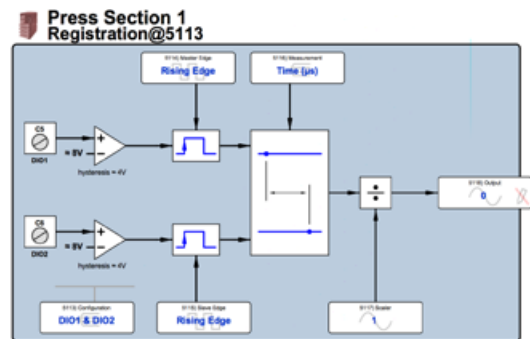 Press Section 1
Registration@5113
5114) Master Edge
Rising Edge
5116) Measurement
Time (µs)
C5
DIO1
= 8V
hysteresis = 4V
5118) Output
0
C6
DIO2
= 8V
hysteresis = 4V
5113) Configuration
DIO1 & DIO2
5115) Slave Edge
Rising Edge
5117) Scaler
1